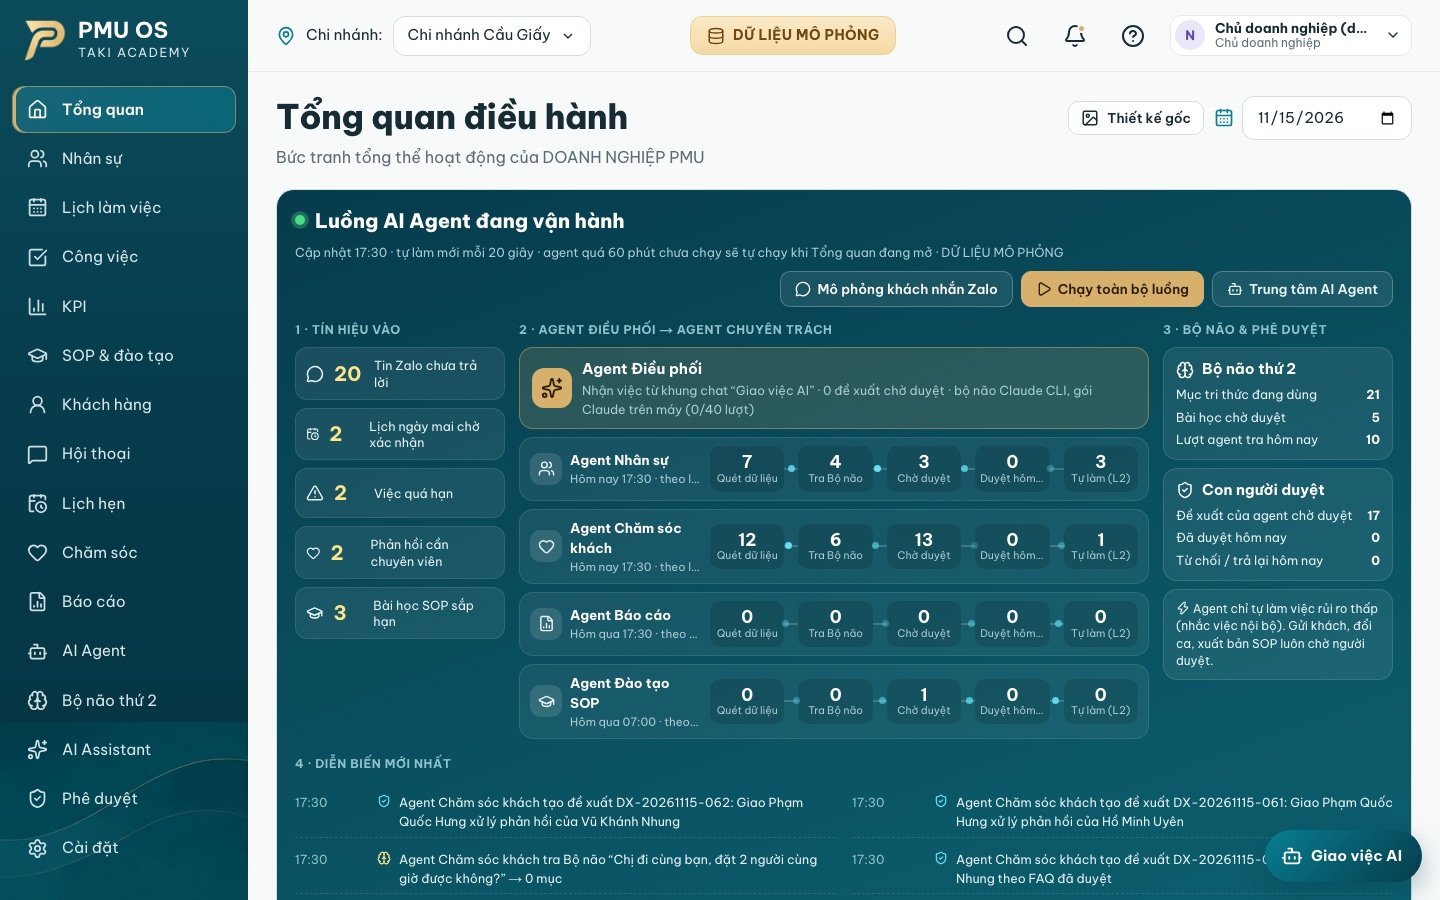 PMU OS
TAKI ACADEMY
Tổng quan
Nhân sự
Lịch làm việc
Công việc
KPI
SOP & đào tạo
Khách hàng
Hội thoại
Lịch hẹn
Chăm sóc
Báo cáo
AI Agent
Bộ não thứ 2
AI Assistant
Phê duyệt
Cài đặt
Chi nhánh:
Chi nhánh Cầu Giấy
DỮ LIỆU MÔ PHỎNG
N
Chủ doanh nghiệp (d...
Chủ doanh nghiệp
Tổng quan điều hành
Bức tranh tổng thể hoạt động của DOANH NGHIỆP PMU
Thiết kế gốc
11/15/2026
Luồng AI Agent đang vận hành
Cập nhật 17:30 · tự làm mới mỗi 20 giây · agent quá 60 phút chưa chạy sẽ tự chạy khi Tổng quan đang mở · DỮ LIỆU MÔ PHỎNG
Mô phỏng khách nhắn Zalo
Chạy toàn bộ luồng
Trung tâm AI Agent
1 · TÍN HIỆU VÀO
20
Tin Zalo chưa trả
lời
2
Lịch ngày mai chờ
xác nhận
2
Việc quá hạn
2
Phản hồi cần
chuyên viên
3
Bài học SOP sắp
hạn
2 · AGENT ĐIỀU PHỐI → AGENT CHUYÊN TRÁCH
Agent Điều phối
Nhận việc từ khung chat “Giao việc AI” · 0 đề xuất chờ duyệt · bộ não Claude CLI, gói
Claude trên máy (0/40 lượt)
Agent Nhân sự
Hôm nay 17:30 · theo l...
7
Quét dữ liệu
4
Tra Bộ não
3
Chờ duyệt
0
Duyệt hôm...
3
Tự làm (L2)
Agent Chăm sóc
khách
Hôm nay 17:30 · theo l...
12
Quét dữ liệu
6
Tra Bộ não
13
Chờ duyệt
0
Duyệt hôm...
1
Tự làm (L2)
Agent Báo cáo
Hôm qua 17:30 · theo ...
0
Quét dữ liệu
0
Tra Bộ não
0
Chờ duyệt
0
Duyệt hôm...
0
Tự làm (L2)
Agent Đào tạo
SOP
Hôm qua 07:00 · theo...
0
Quét dữ liệu
0
Tra Bộ não
1
Chờ duyệt
0
Duyệt hôm...
0
Tự làm (L2)
3 · BỘ NÃO & PHÊ DUYỆT
Bộ não thứ 2
Mục tri thức đang dùng 21
Bài học chờ duyệt 5
Lượt agent tra hôm nay 10
Con người duyệt
Đề xuất của agent chờ duyệt 17
Đã duyệt hôm nay 0
Từ chối / trả lại hôm nay 0
Agent chỉ tự làm việc rủi ro thấp
(nhắc việc nội bộ). Gửi khách, đổi
ca, xuất bản SOP luôn chờ người
duyệt.
4 · DIỄN BIẾN MỚI NHẤT
17:30
Agent Chăm sóc khách tạo đề xuất DX-20261115-062: Giao Phạm
Quốc Hưng xử lý phản hồi của Vũ Khánh Nhung
17:30
Agent Chăm sóc khách tạo đề xuất DX-20261115-061: Giao Phạm Quốc
Hưng xử lý phản hồi của Hồ Minh Uyên
17:30
Agent Chăm sóc khách tra Bộ não “Chị đi cùng bạn, đặt 2 người cùng
giờ được không?” → 0 mục
17:30
Agent Chăm sóc khách tạo đề xuất DX-20261115-0
Nhung theo FAQ đã duyệt
Giao việc AI